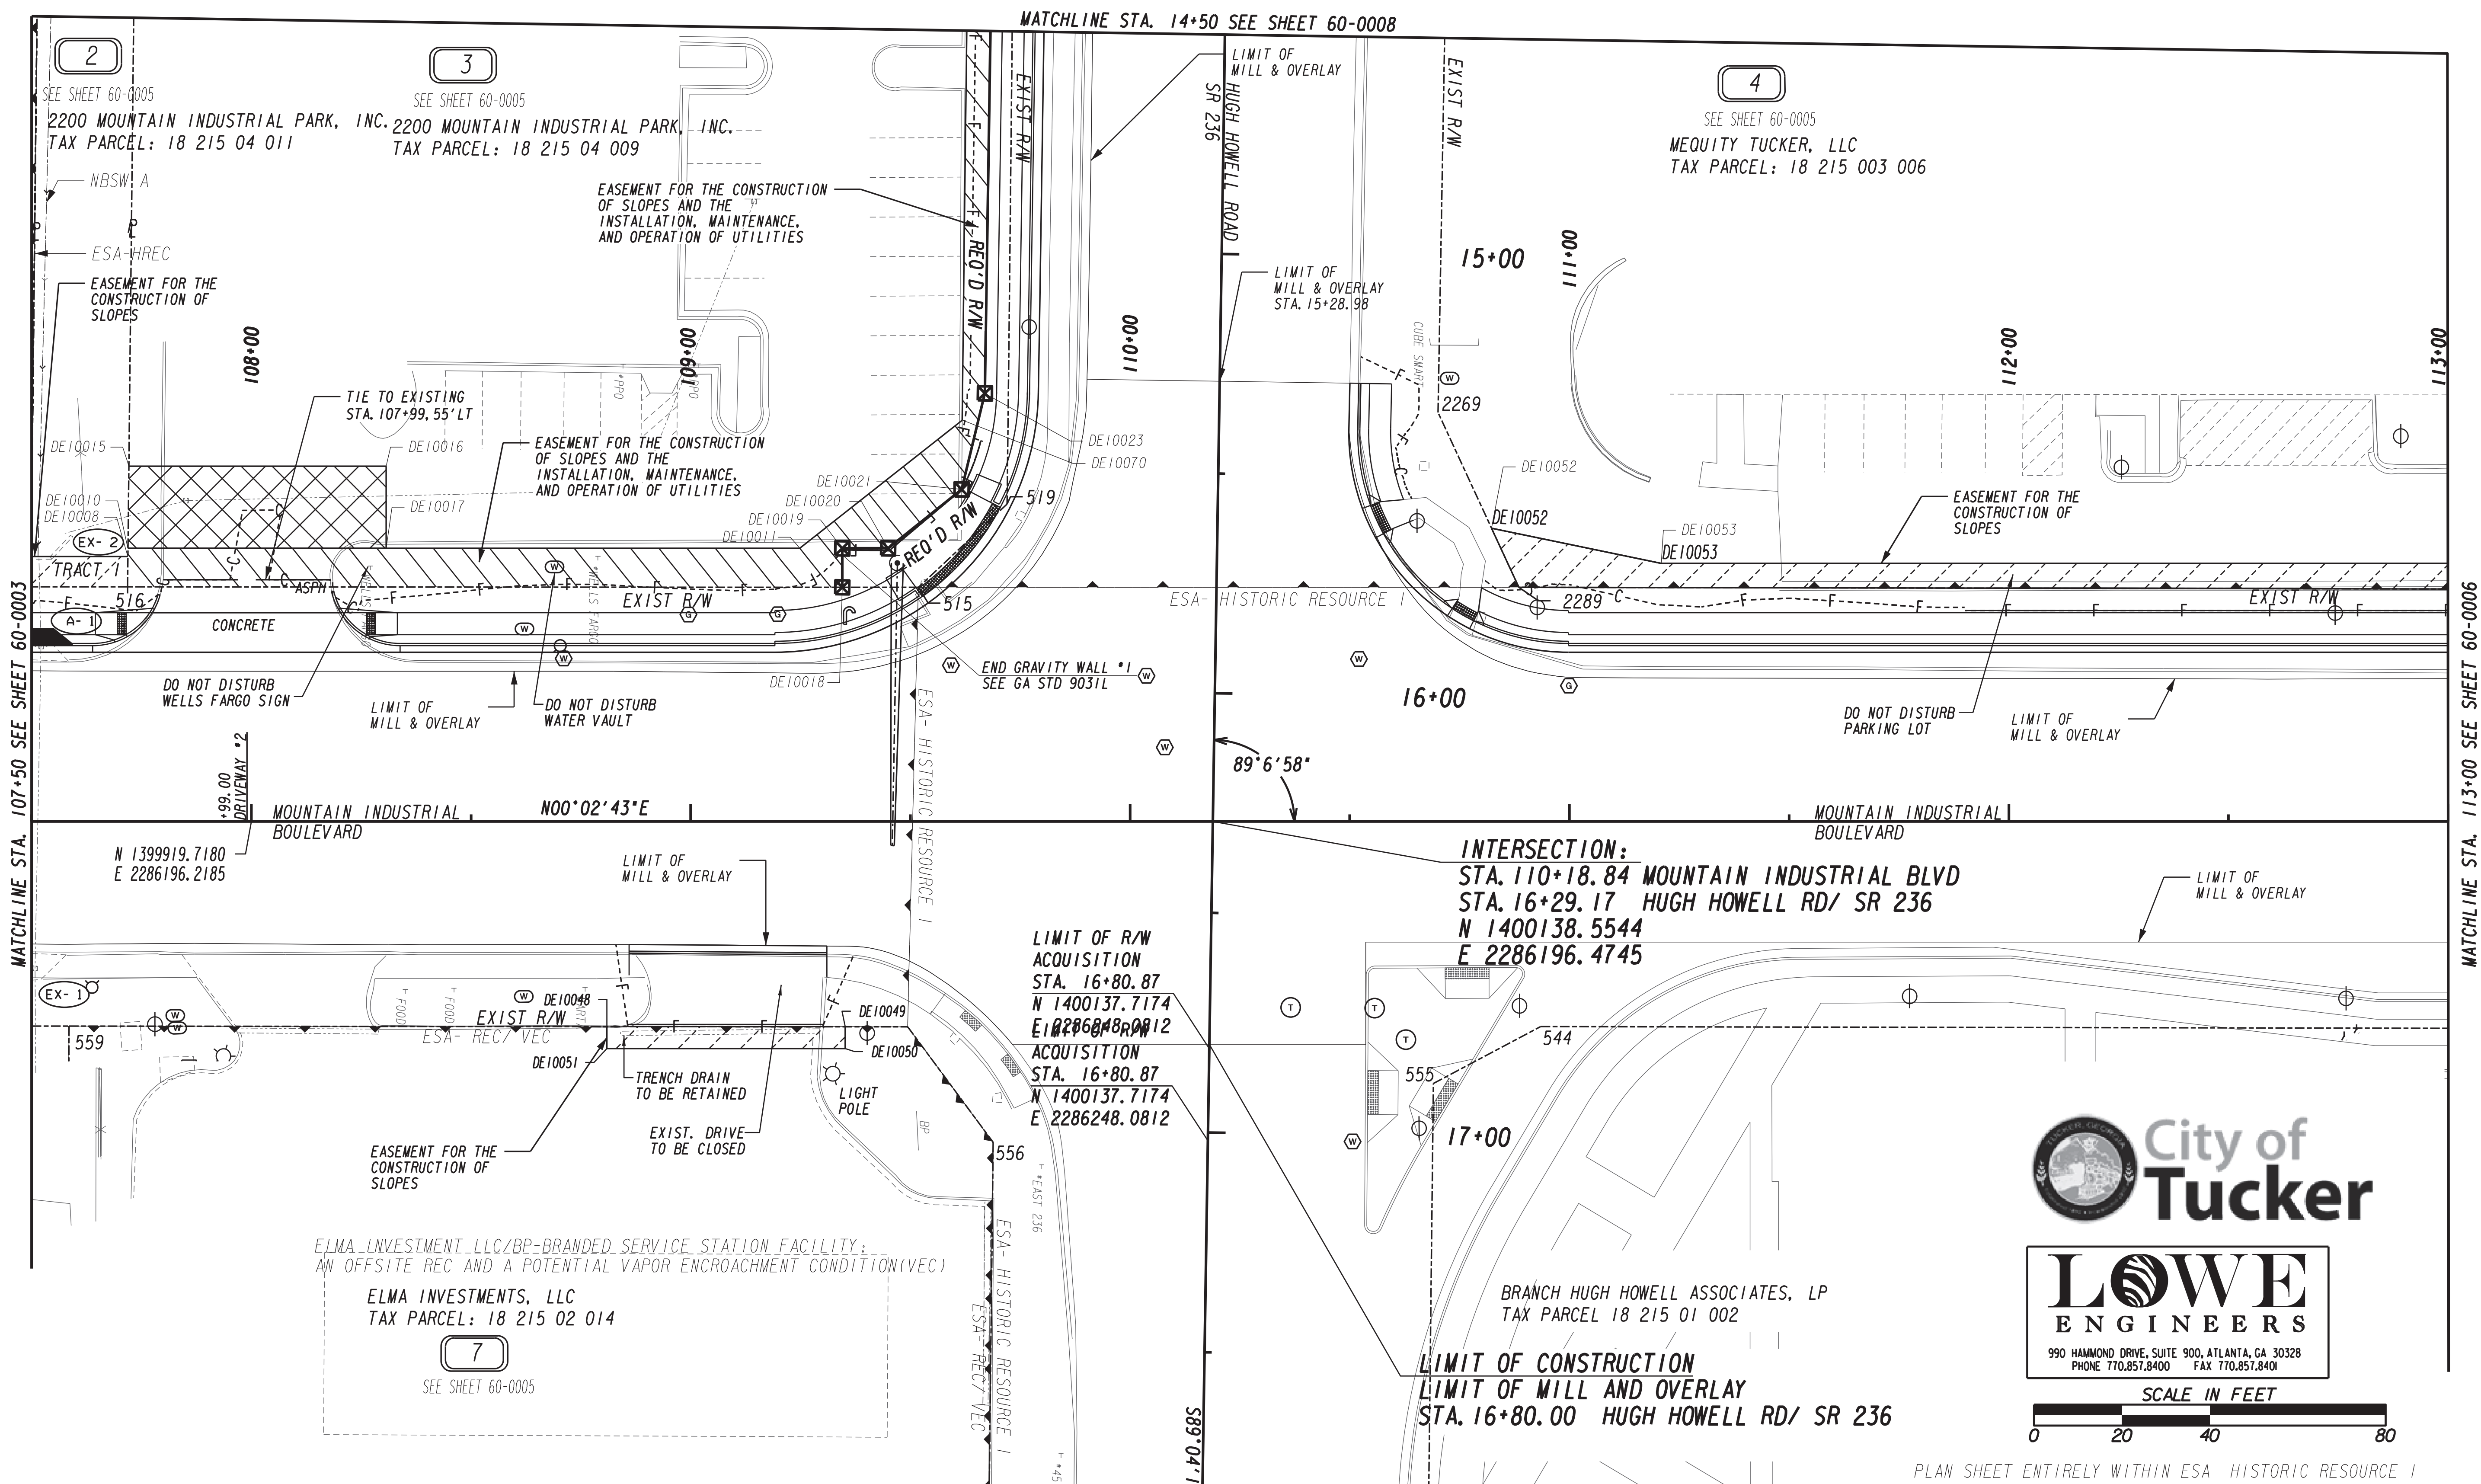 MATCHLINE STA. 14+50 SEE SHEET 60-0008
2
SEE SHEET 60-0005
2200 MOUNTAIN INDUSTRIAL PARK, INC.
TAX PARCEL: 18 215 04 011
3
SEE SHEET 60-0005
2200 MOUNTAIN INDUSTRIAL PARK, INC.
TAX PARCEL: 18 215 04 009
NBSW A
ESA-HREC
EASEMENT FOR THE
CONSTRUCTION OF
SLOPES
EASEMENT FOR THE CONSTRUCTION
OF SLOPES AND THE
INSTALLATION, MAINTENANCE,
AND OPERATION OF UTILITIES
EXIST R/W
REQ'D R/W
LIMIT OF
MILL & OVERLAY
HUGH HOWELL ROAD
SR 236
EXIST R/W
4
SEE SHEET 60-0005
MEQUITY TUCKER, LLC
TAX PARCEL: 18 215 003 006
15+00
LIMIT OF
MILL & OVERLAY
STA. 15+28.98
108+00
109+00
110+00
111+00
112+00
113+00
TIE TO EXISTING
STA. 107+99, 55' LT
EASEMENT FOR THE CONSTRUCTION
OF SLOPES AND THE
INSTALLATION, MAINTENANCE,
AND OPERATION OF UTILITIES
DE10015
DE10016
DE10010
DE10008
DE10017
DE10021
DE10020
DE10019
DE10011
DE10023
DE10070
519
REQ'D R/W
CUBE SMART
W
2269
DE10052
DE10052
DE10053
DE10053
EASEMENT FOR THE
CONSTRUCTION OF
SLOPES
EX- 2
TRACT 1
516
A- 1
ASPH
CONCRETE
WELLS FARGO
W
EXIST R/W
G
G
W
W
515
ESA- HISTORIC RESOURCE 1
2289
EXIST R/W
DO NOT DISTURB
WELLS FARGO SIGN
LIMIT OF
MILL & OVERLAY
DO NOT DISTURB
WATER VAULT
DE10018
W
END GRAVITY WALL #1
SEE GA STD 9031L
W
W
W
G
16+00
DO NOT DISTURB
PARKING LOT
LIMIT OF
MILL & OVERLAY
MATCHLINE STA. 107+50 SEE SHEET 60-0003
MATCHLINE STA. 113+00 SEE SHEET 60-0006
ESA- HISTORIC RESOURCE 1
89°6'58"
+99.00
DRIVEWAY #2
MOUNTAIN INDUSTRIAL
BOULEVARD
N00°02'43"E
MOUNTAIN INDUSTRIAL
BOULEVARD
N 1399919.7180
E 2286196.2185
LIMIT OF
MILL & OVERLAY
INTERSECTION:
STA. 110+18.84 MOUNTAIN INDUSTRIAL BLVD
STA. 16+29.17 HUGH HOWELL RD/ SR 236
N 1400138.5544
E 2286196.4745
LIMIT OF
MILL & OVERLAY
LIMIT OF R/W
ACQUISITION
STA. 16+80.87
N 1400137.7174
E 2286248.0812
LIMIT OF R/W
ACQUISITION
STA. 16+80.87
N 1400137.7174
E 2286248.0812
EX- 1
W
W
559
FOOD
FOOD
W
DE10048
EXIST R/W
ESA- REC/ VEC
DE10049
DE10050
DE10051
TRENCH DRAIN
TO BE RETAINED
EXIST. DRIVE
TO BE CLOSED
LIGHT
POLE
BP
556
EASEMENT FOR THE
CONSTRUCTION OF
SLOPES
T
T
T
544
555
W
17+00
EAST 236
ESA- HISTORIC RESOURCE 1
ESA- REC/ VEC
ELMA INVESTMENT LLC/BP-BRANDED SERVICE STATION FACILITY:
AN OFFSITE REC AND A POTENTIAL VAPOR ENCROACHMENT CONDITION(VEC)
ELMA INVESTMENTS, LLC
TAX PARCEL: 18 215 02 014
7
SEE SHEET 60-0005
S89°04'1
BRANCH HUGH HOWELL ASSOCIATES, LP
TAX PARCEL 18 215 01 002
LIMIT OF CONSTRUCTION
LIMIT OF MILL AND OVERLAY
STA. 16+80.00 HUGH HOWELL RD/ SR 236
TUCKER, GEORGIA
City of
Tucker
LOWE
ENGINEERS
990 HAMMOND DRIVE, SUITE 900, ATLANTA, GA 30328
PHONE 770.857.8400 FAX 770.857.8401
SCALE IN FEET
0 20 40 80
PLAN SHEET ENTIRELY WITHIN ESA HISTORIC RESOURCE 1